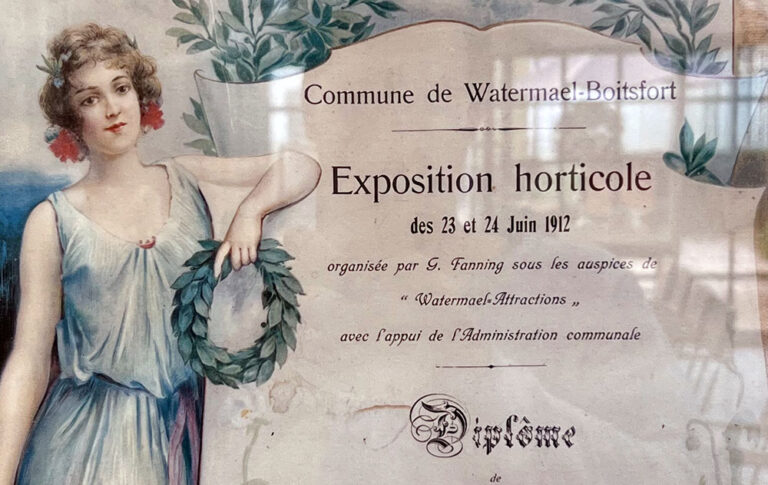 Commune de Watermael-Boitsfort
Exposition horticole
des 23 et 24 Juin 1912
organisée par G. Fanning sous les auspices de
“ Watermael-Attractions „
avec l'appui de l'Administration communale
Diplôme
de